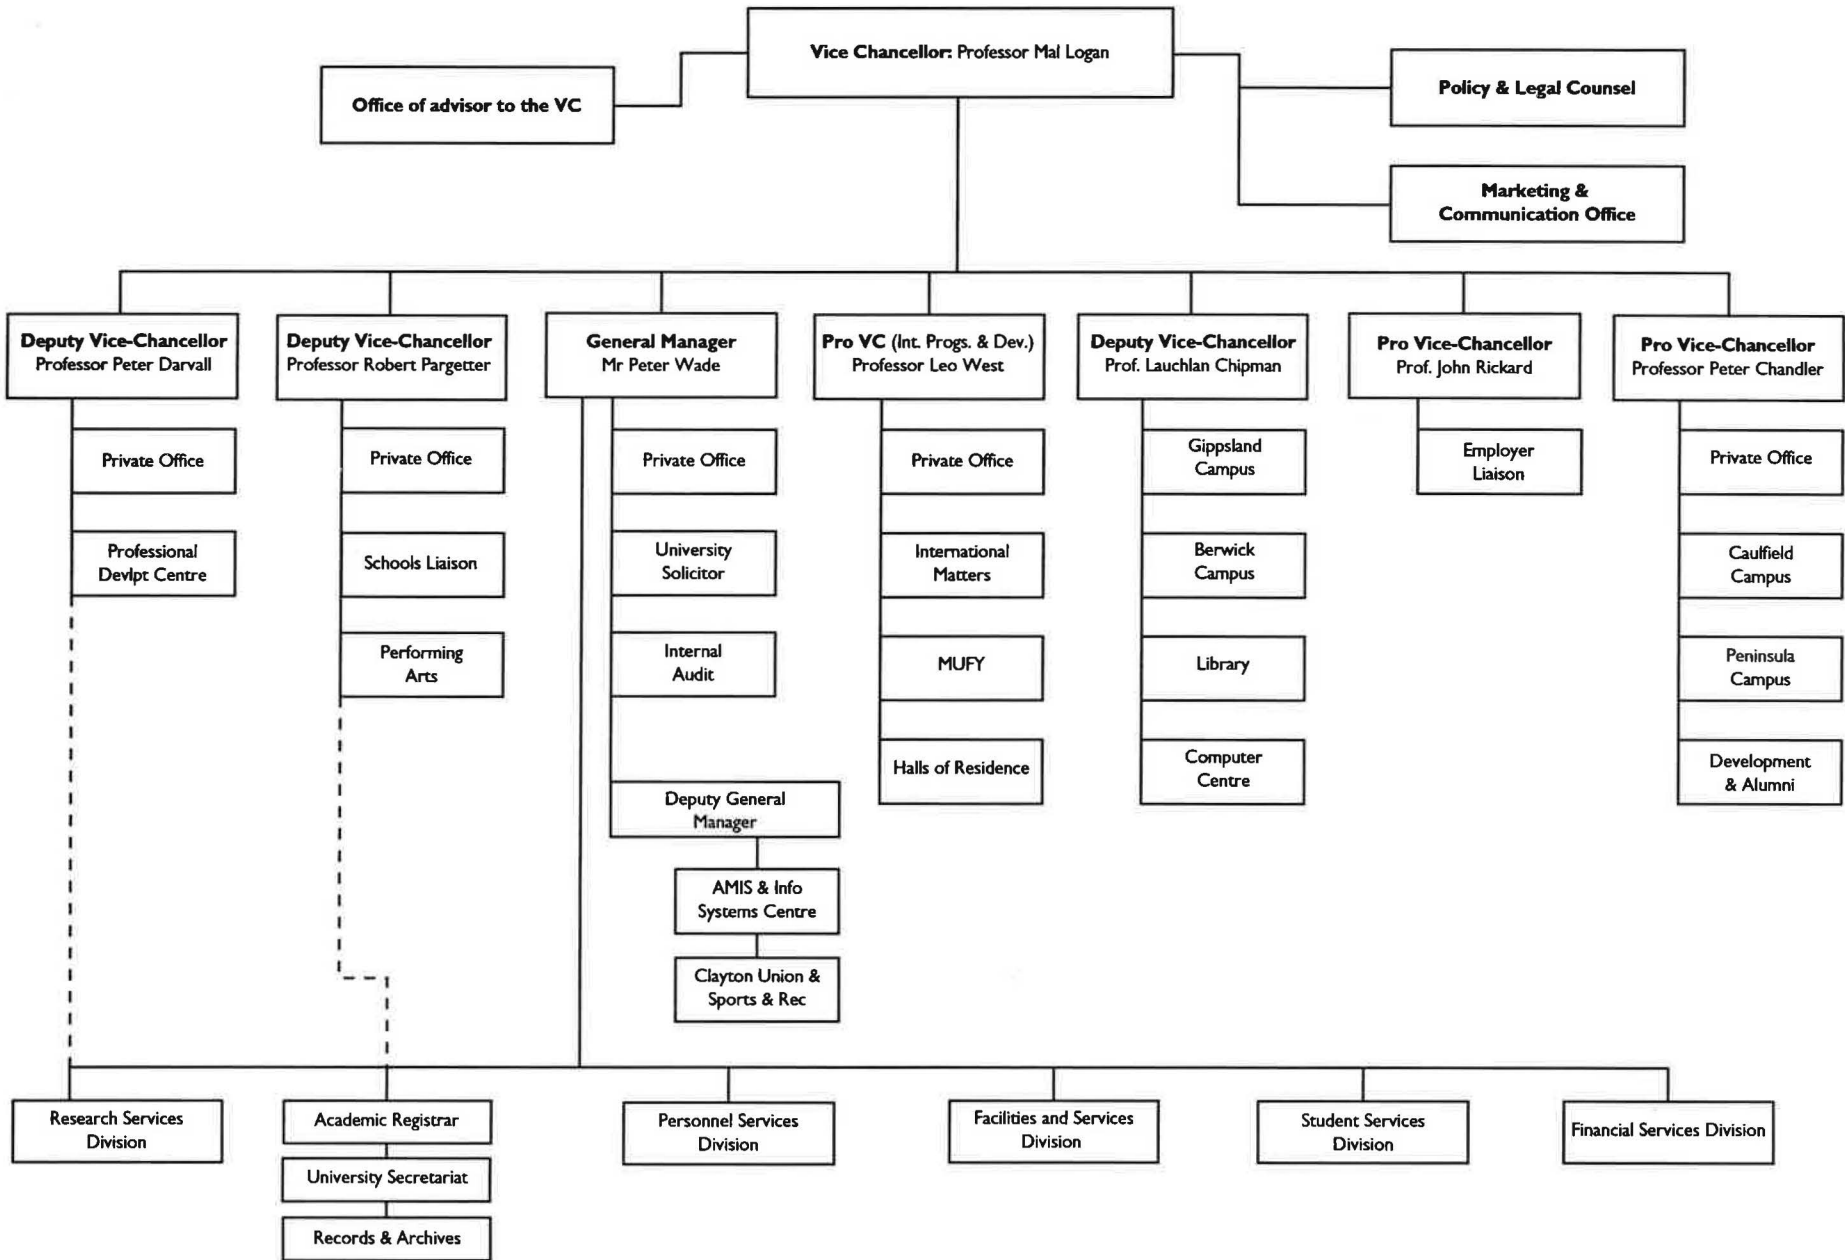 Vice Chancellor: Professor Mal Logan
Office of advisor to the VC
Policy & Legal Counsel
Marketing &
Communication Office
Deputy Vice-Chancellor
Professor Peter Darvall
Private Office
Professional
Devlpt Centre
Deputy Vice-Chancellor
Professor Robert Pargetter
Private Office
Schools Liaison
Performing
Arts
General Manager
Mr Peter Wade
Private Office
University
Solicitor
Internal
Audit
Deputy General
Manager
AMIS & Info
Systems Centre
Clayton Union &
Sports & Rec
Pro VC (Int. Progs. & Dev.)
Professor Leo West
Private Office
International
Matters
MUFY
Halls of Residence
Deputy Vice-Chancellor
Prof. Lauchlan Chipman
Gippsland
Campus
Berwick
Campus
Library
Computer
Centre
Pro Vice-Chancellor
Prof. John Rickard
Employer
Liaison
Pro Vice-Chancellor
Professor Peter Chandler
Private Office
Caulfield
Campus
Peninsula
Campus
Development
& Alumni
Research Services
Division
Academic Registrar
University Secretariat
Records & Archives
Personnel Services
Division
Facilities and Services
Division
Student Services
Division
Financial Services Division